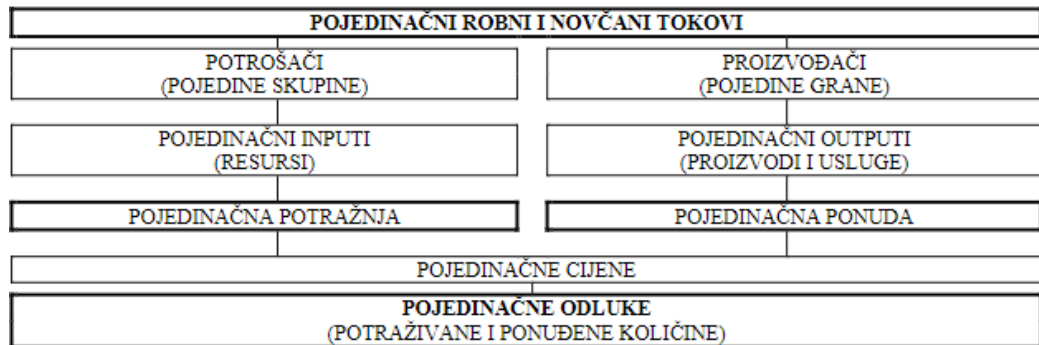 POJEDINAČNI ROBNI I NOVČANI TOKOVI
POTROŠAČI
(POJEDINE SKUPINE)
PROIZVOĐAČI
(POJEDINE GRANE)
POJEDINAČNI INPUTI
(RESURSI)
POJEDINAČNI OUTPUTI
(PROIZVODI I USLUGE)
POJEDINAČNA POTRAŽNJA
POJEDINAČNA PONUDA
POJEDINAČNE CIJENE
POJEDINAČNE ODLUKE
(POTRAŽIVANE I PONUĐENE KOLIČINE)